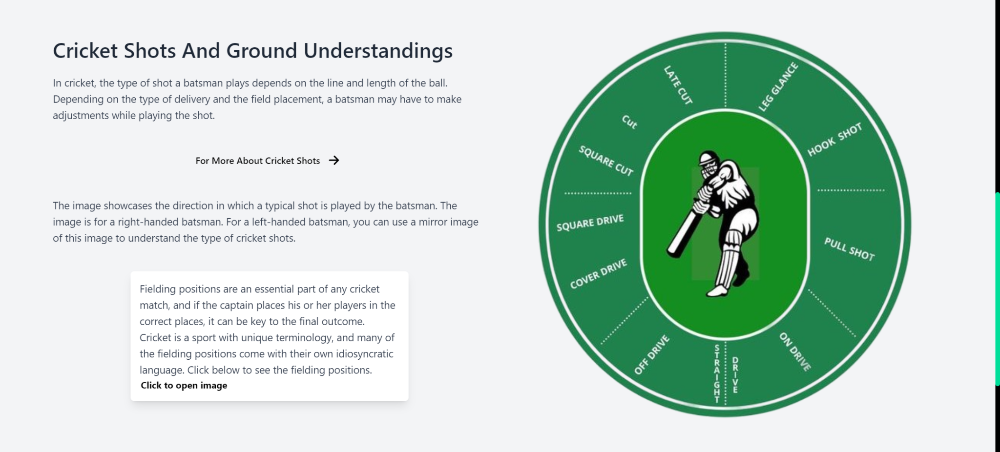 Cricket Shots And Ground Understandings
In cricket, the type of shot a batsman plays depends on the line and length of the ball.
Depending on the type of delivery and the field placement, a batsman may have to make
adjustments while playing the shot.
For More About Cricket Shots
The image showcases the direction in which a typical shot is played by the batsman. The
image is for a right-handed batsman. For a left-handed batsman, you can use a mirror image
of this image to understand the type of cricket shots.
Fielding positions are an essential part of any cricket
match, and if the captain places his or her players in the
correct places, it can be key to the final outcome.
Cricket is a sport with unique terminology, and many of
the fielding positions come with their own idiosyncratic
language. Click below to see the fielding positions.
Click to open image
LATE CUT
LEG GLANCE
Cut
HOOK SHOT
SQUARE CUT
SQUARE DRIVE
PULL SHOT
COVER DRIVE
OFF DRIVE
STRAIGHT
DRIVE
ON DRIVE